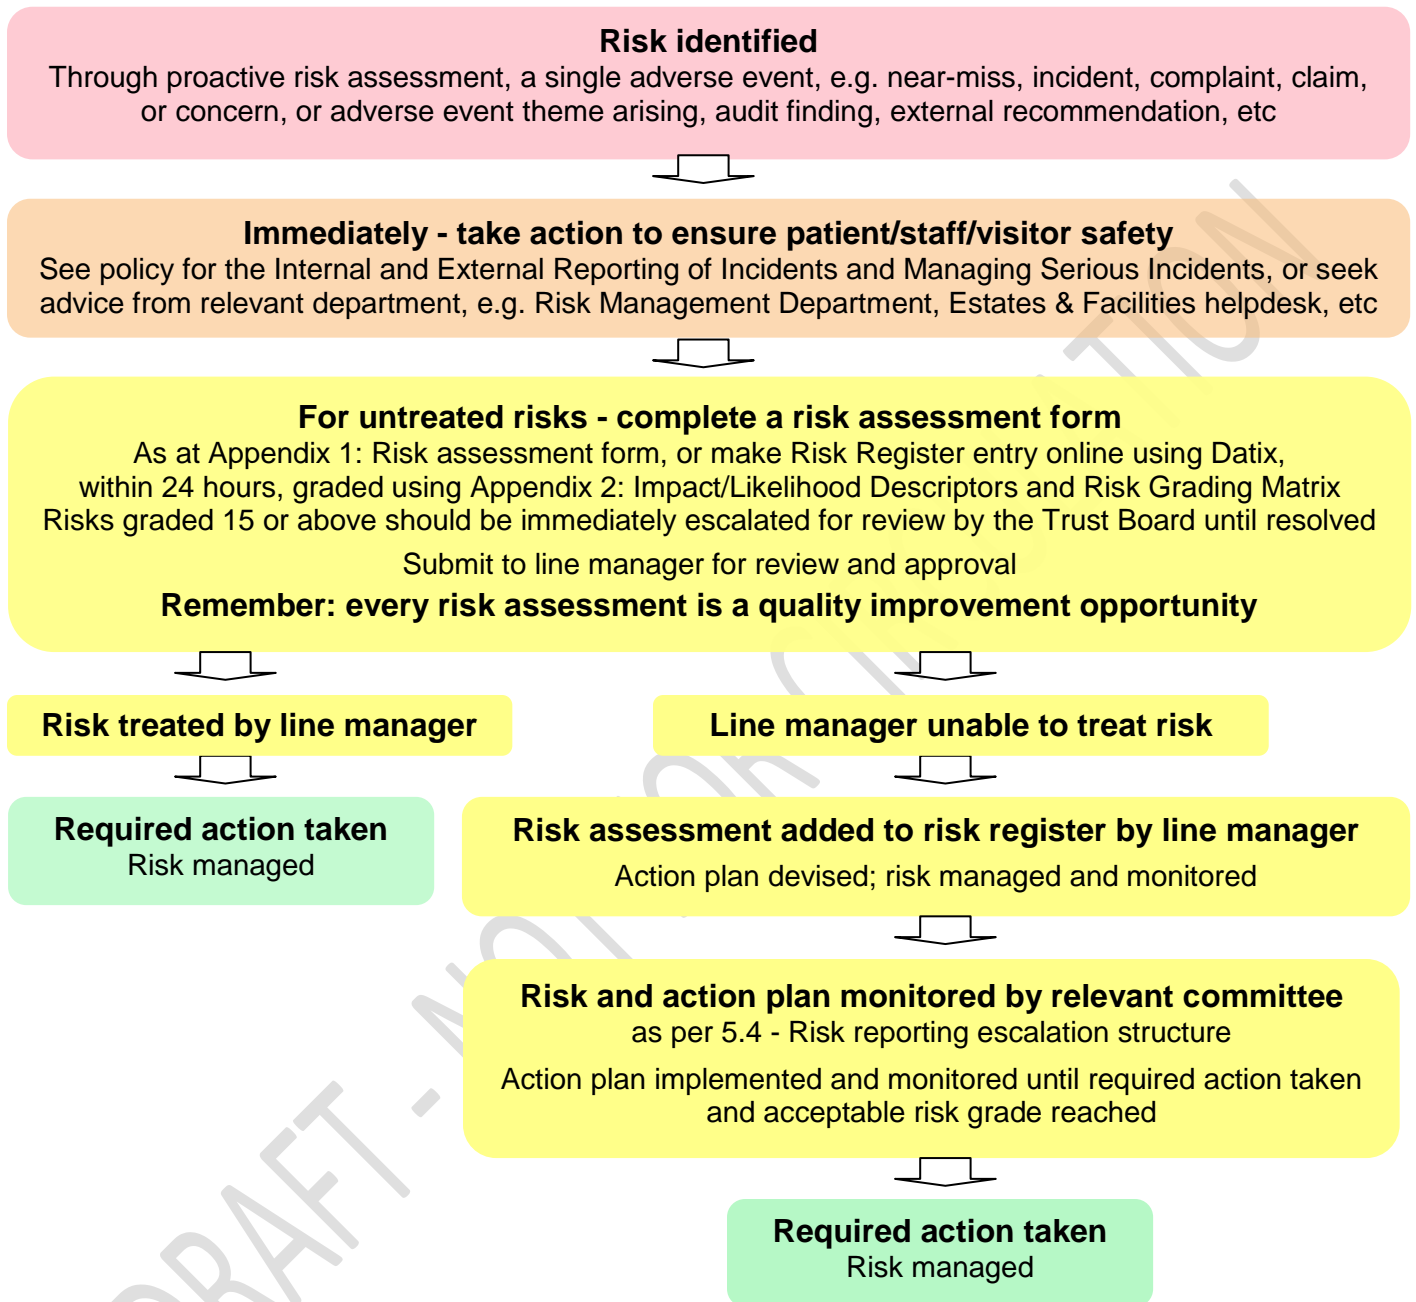 Risk identified
Through proactive risk assessment, a single adverse event, e.g. near-miss, incident, complaint, claim,
or concern, or adverse event theme arising, audit finding, external recommendation, etc
Immediately - take action to ensure patient/staff/visitor safety
See policy for the Internal and External Reporting of Incidents and Managing Serious Incidents, or seek
advice from relevant department, e.g. Risk Management Department, Estates & Facilities helpdesk, etc
For untreated risks - complete a risk assessment form
As at Appendix 1: Risk assessment form, or make Risk Register entry online using Datix,
within 24 hours, graded using Appendix 2: Impact/Likelihood Descriptors and Risk Grading Matrix
Risks graded 15 or above should be immediately escalated for review by the Trust Board until resolved
Submit to line manager for review and approval
Remember: every risk assessment is a quality improvement opportunity
Risk treated by line manager
Line manager unable to treat risk
Required action taken
Risk managed
Risk assessment added to risk register by line manager
Action plan devised; risk managed and monitored
Risk and action plan monitored by relevant committee
as per 5.4 - Risk reporting escalation structure
Action plan implemented and monitored until required action taken
and acceptable risk grade reached
Required action taken
Risk managed